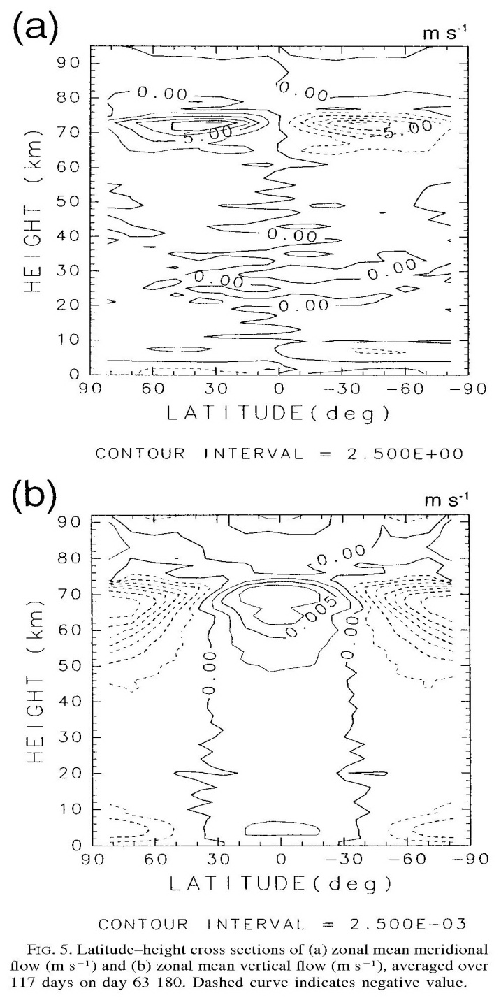 (a)
m s⁻¹
90
80
70
60
50
40
30
20
10
0
HEIGHT (km)
0.00
0.00
5.00
-5.00
0.00
0.00
0.00
0.00
90 60 30 0 -30 -60 -90
LATITUDE(deg)
CONTOUR INTERVAL = 2.500E+00
(b)
m s⁻¹
90
80
70
60
50
40
30
20
10
0
HEIGHT (km)
0.00
0.005
0.00
0.00
90 60 30 0 -30 -60 -90
LATITUDE(deg)
CONTOUR INTERVAL = 2.500E-03
FIG. 5. Latitude–height cross sections of (a) zonal mean meridional
flow (m s⁻¹) and (b) zonal mean vertical flow (m s⁻¹), averaged over
117 days on day 63 180. Dashed curve indicates negative value.